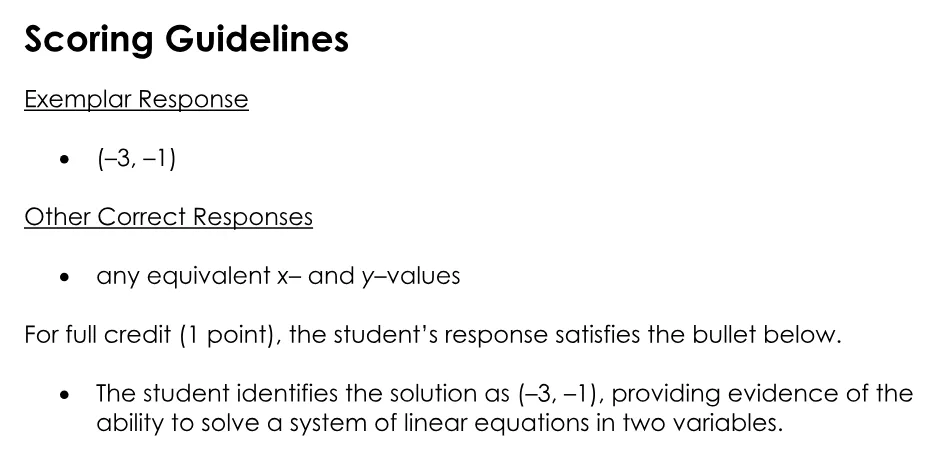 Scoring Guidelines
Exemplar Response
• (–3, –1)
Other Correct Responses
• any equivalent x– and y–values
For full credit (1 point), the student’s response satisfies the bullet below.
• The student identifies the solution as (–3, –1), providing evidence of the
ability to solve a system of linear equations in two variables.